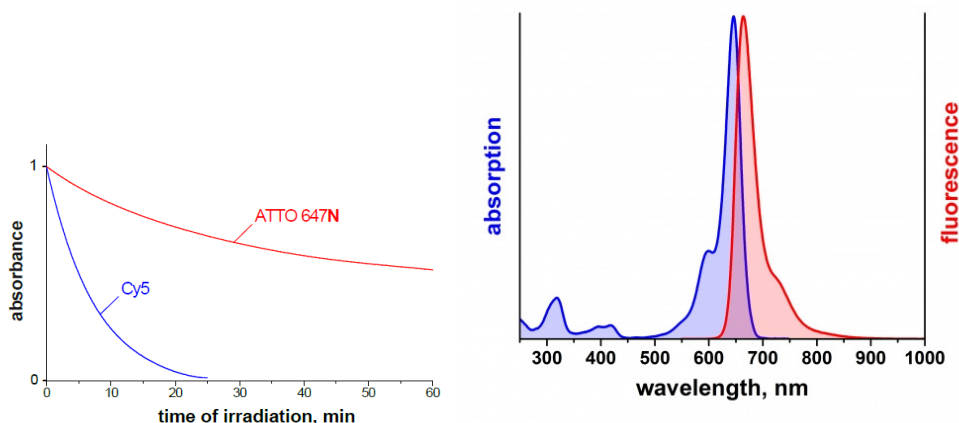 absorbance
1
0
ATTO 647N
Cy5
0 10 20 30 40 50 60
time of irradiation, min
absorption
fluorescence
300 400 500 600 700 800 900 1000
wavelength, nm